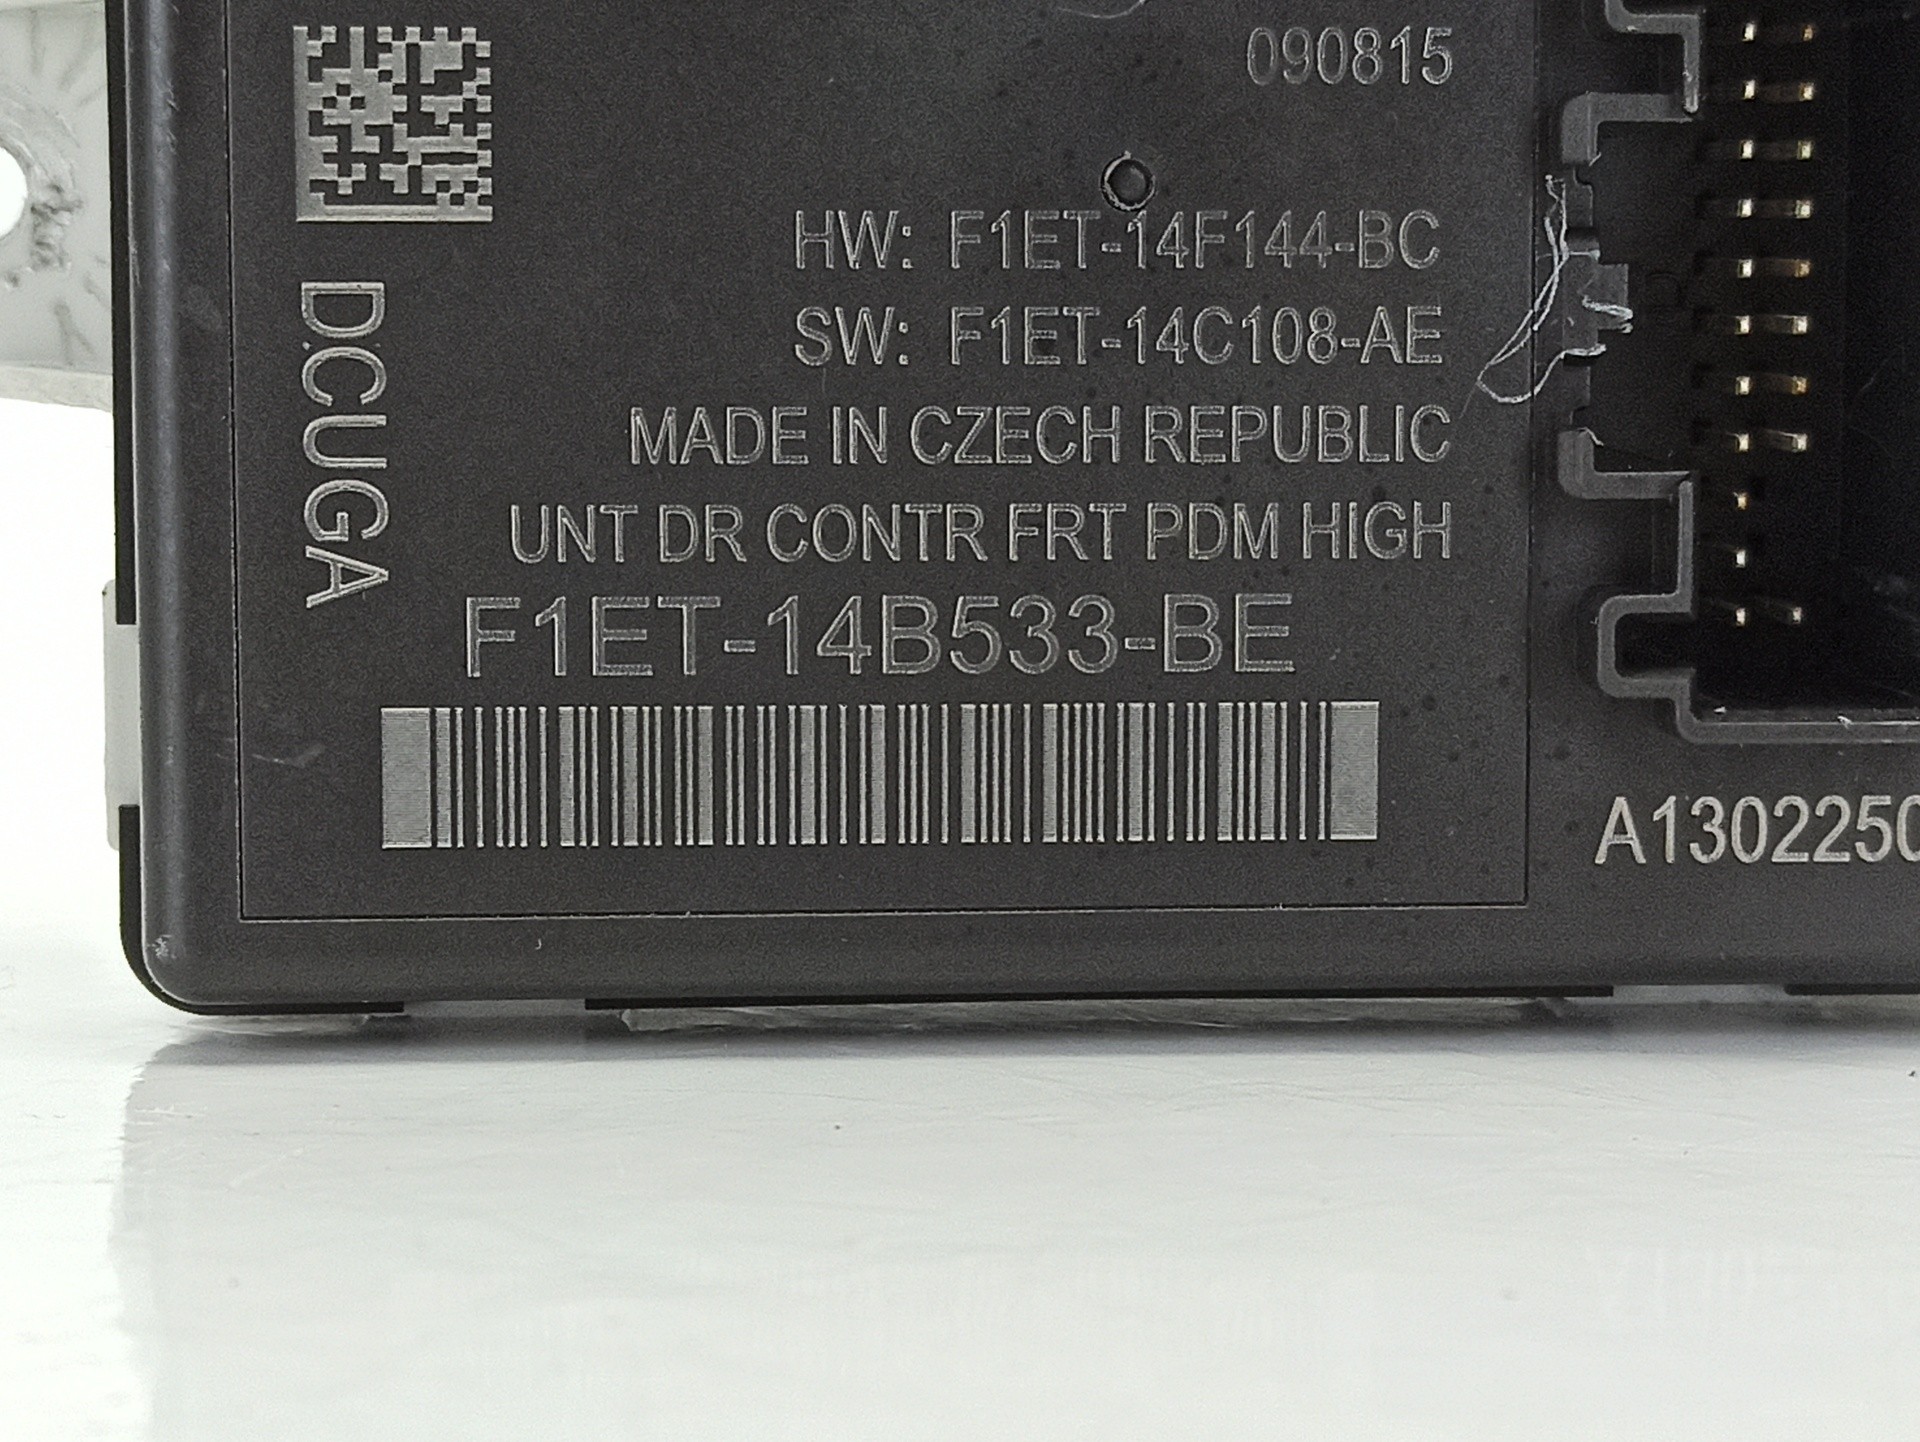 090815
HW: F1ET-14F144-BC
SW: F1ET-14C108-AE
MADE IN CZECH REPUBLIC
UNT DR CONTR FRT PDM HIGH
DCUGA
F1ET-14B533-BE
A1302250